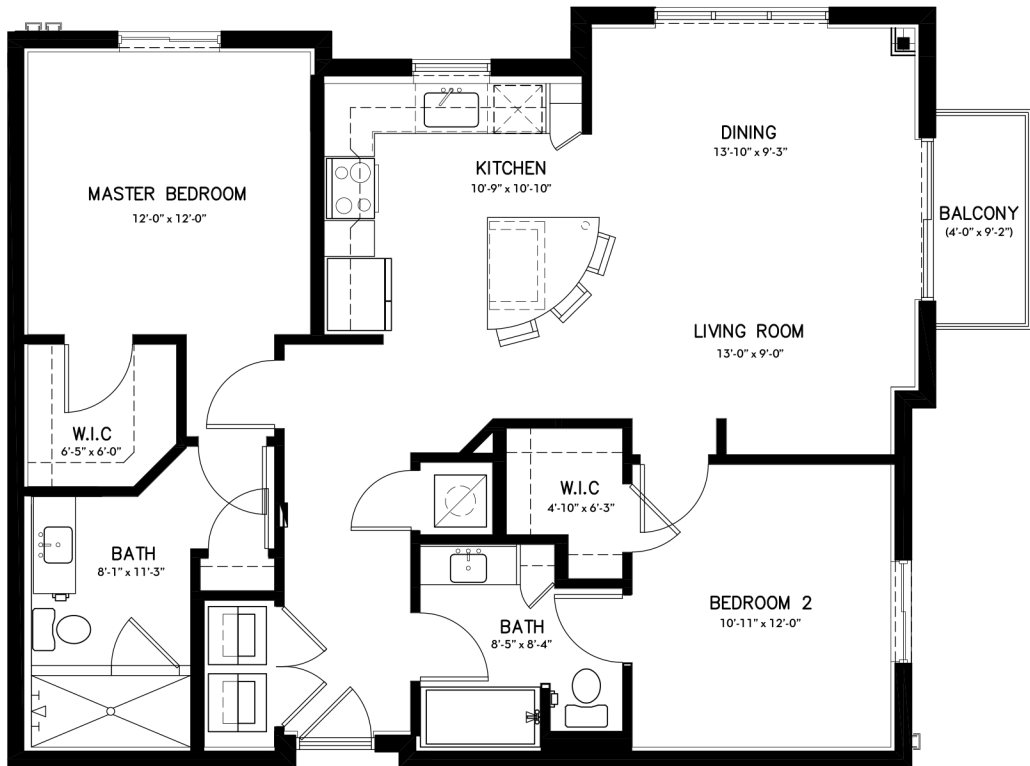 MASTER BEDROOM
12'-0" x 12'-0"
KITCHEN
10'-9" x 10'-10"
DINING
13'-10" x 9'-3"
BALCONY
(4'-0" x 9'-2")
LIVING ROOM
13'-0" x 9'-0"
W.I.C
6'-5" x 6'-0"
W.I.C
4'-10" x 6'-3"
BATH
8'-1" x 11'-3"
BATH
8'-5" x 8'-4"
BEDROOM 2
10'-11" x 12'-0"